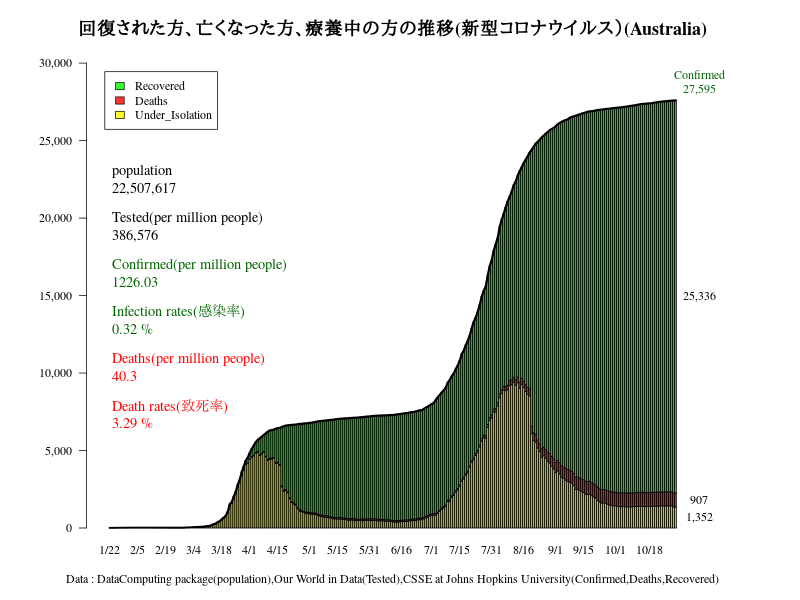 回復された方、亡くなった方、療養中の方の推移(新型コロナウイルス）(Australia)
30,000
25,000
20,000
15,000
10,000
5,000
0
Recovered
Deaths
Under_Isolation
population
22,507,617
Tested(per million people)
386,576
Confirmed(per million people)
1226.03
Infection rates(感染率)
0.32 %
Deaths(per million people)
40.3
Death rates(致死率)
3.29 %
Confirmed
27,595
25,336
907
1,352
1/22 2/5 2/19 3/4 3/18 4/1 4/15 5/1 5/15 5/31 6/16 7/1 7/15 7/31 8/16 9/1 9/15 10/1 10/18
Data : DataComputing package(population),Our World in Data(Tested),CSSE at Johns Hopkins University(Confirmed,Deaths,Recovered)